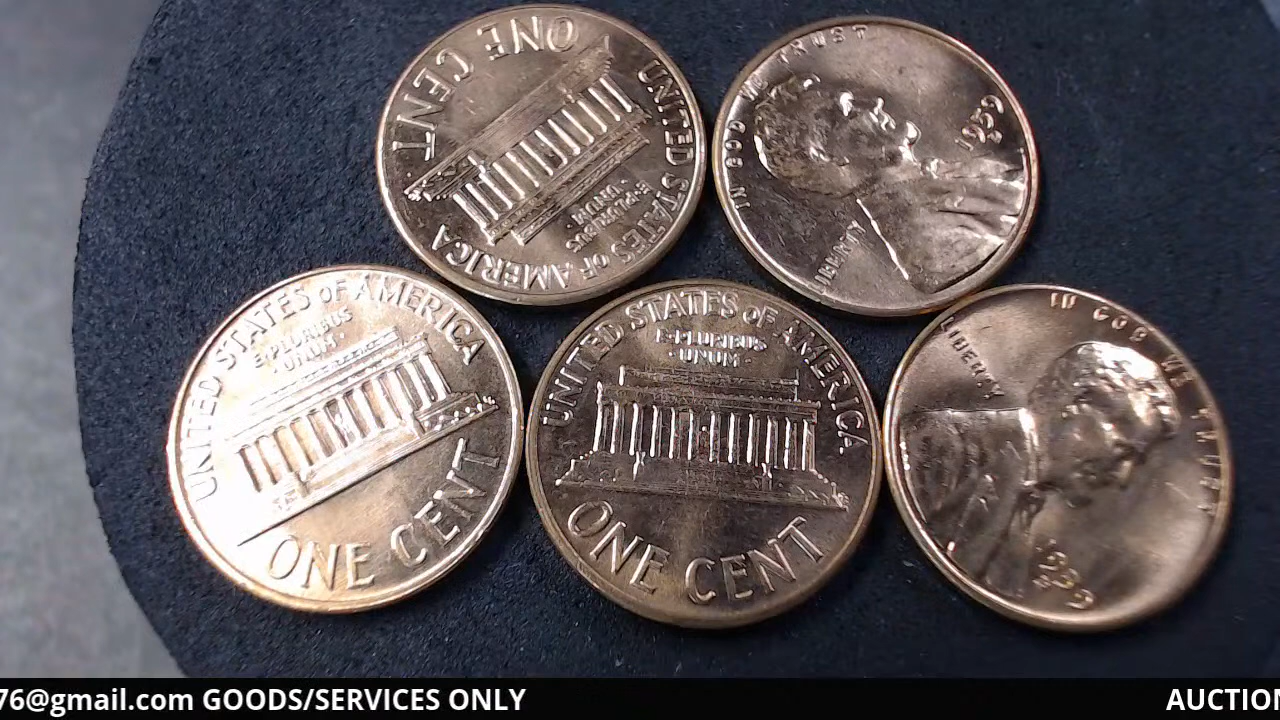 ONE CENT
UNITED STATES OF AMERICA
E·PLURIBUS
·UNUM·
IN GOD WE TRUST
LIBERTY
1959
D
UNITED STATES OF AMERICA
E·PLURIBUS
·UNUM·
ONE CENT
UNITED STATES OF AMERICA
E·PLURIBUS
·UNUM·
ONE CENT
IN GOD WE TRUST
LIBERTY
1959
D
76@gmail.com GOODS/SERVICES ONLY
AUCTION